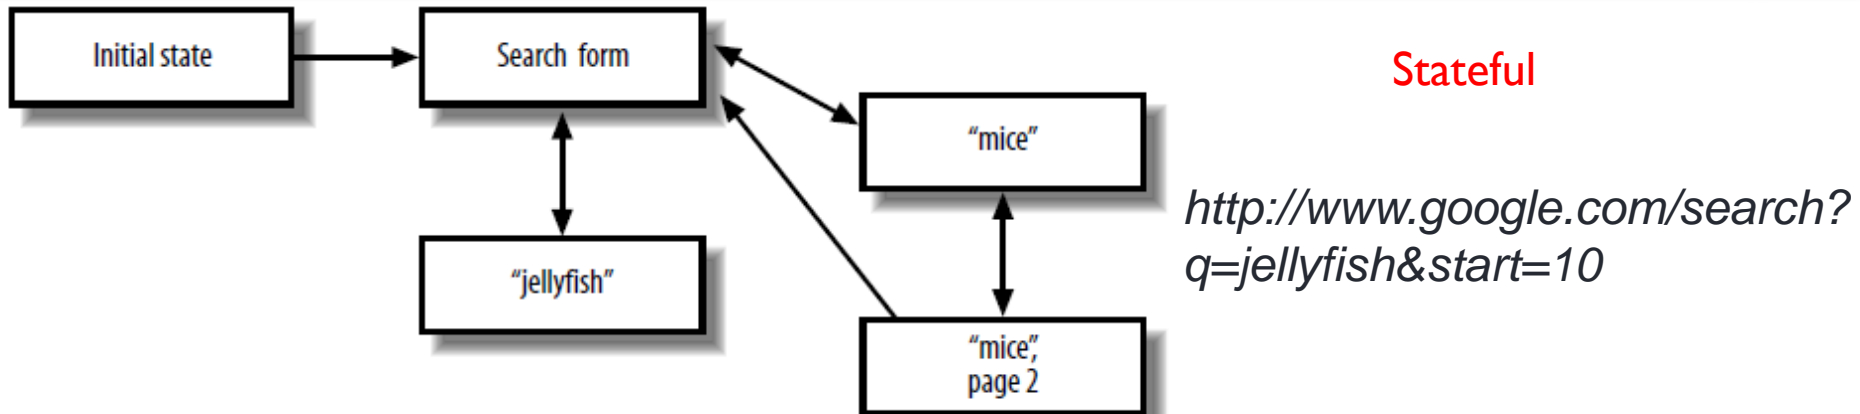 Initial state
Search form
Stateful
“mice”
http://www.google.com/search?
q=jellyfish&start=10
“jellyfish”
“mice”,
page 2